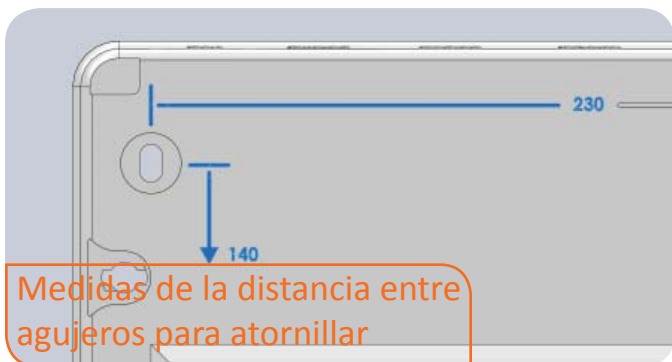 230
140
Medidas de la distancia entre
agujeros para atornillar